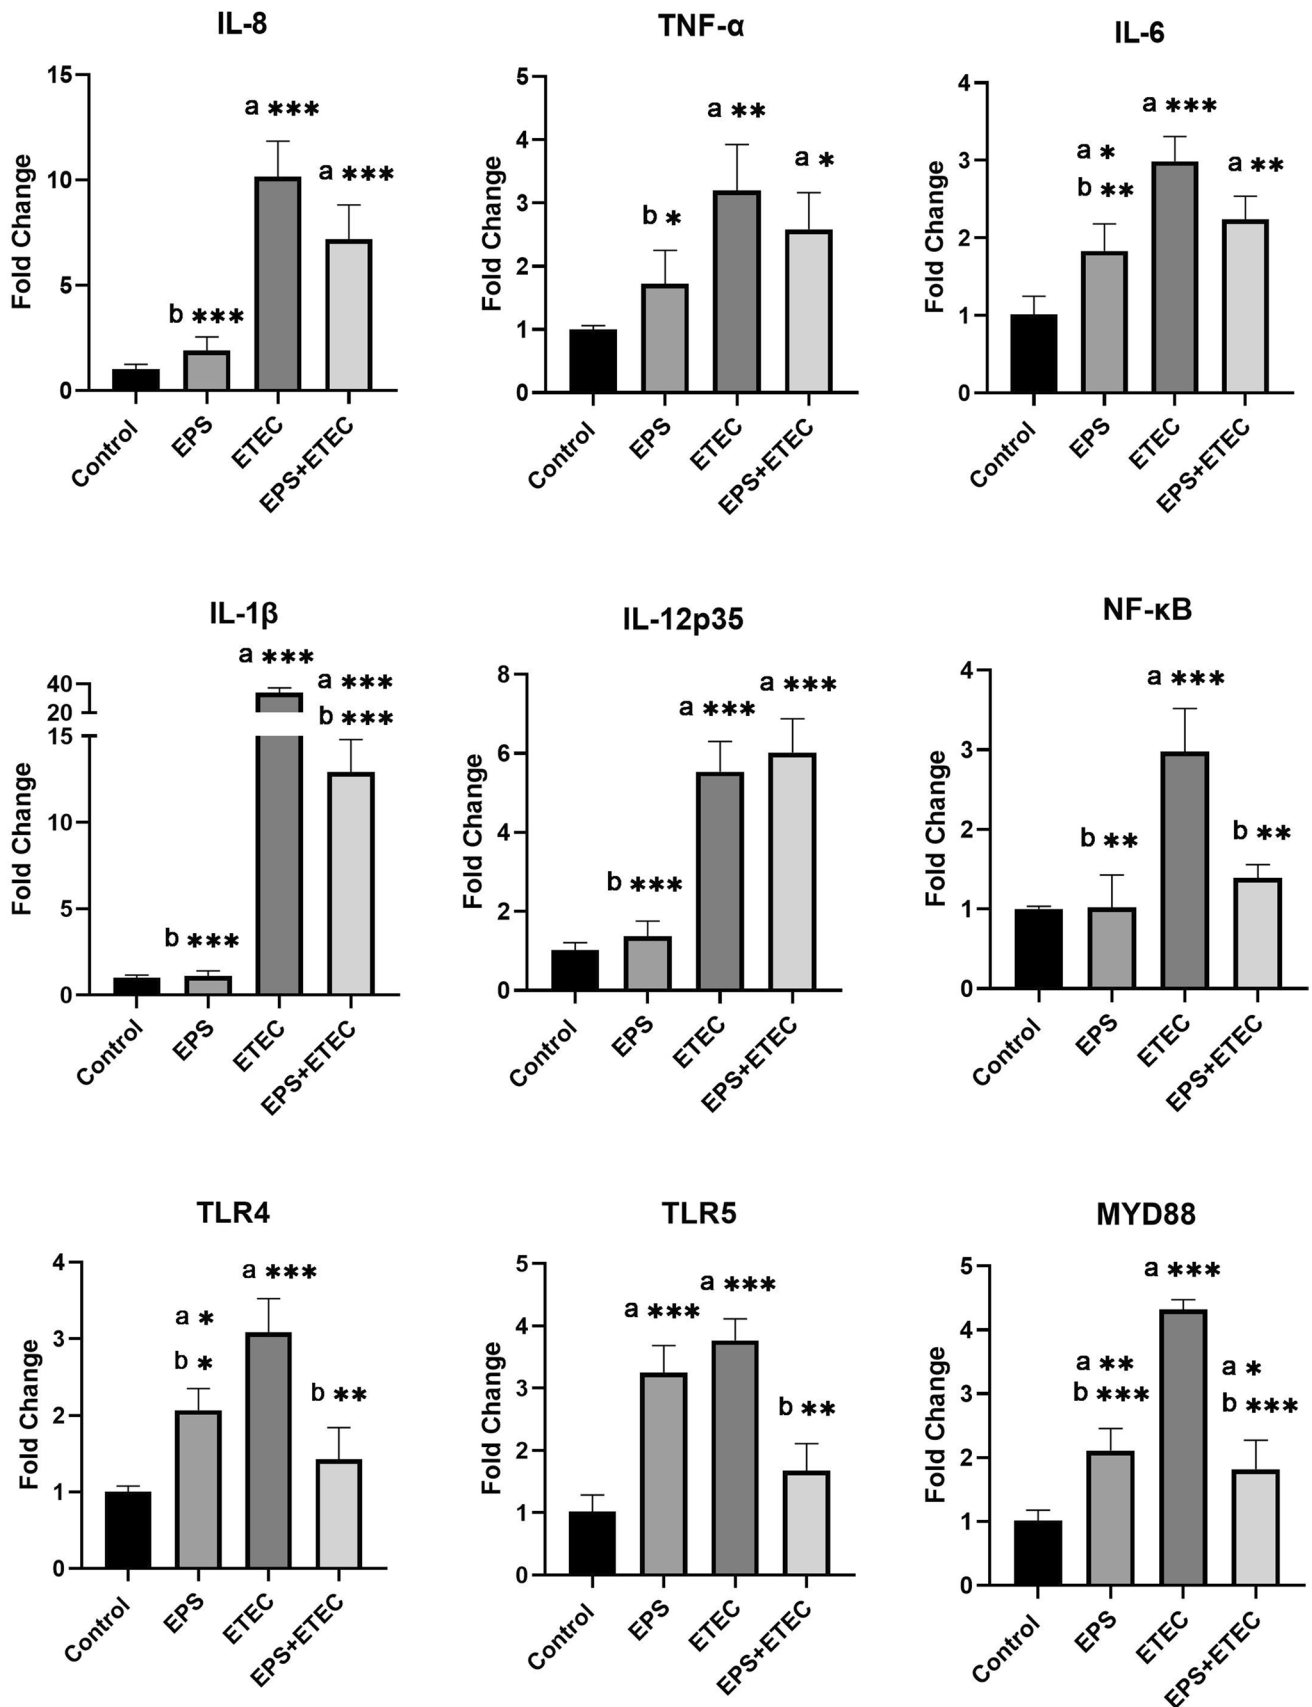 IL-8
TNF-α
IL-6
Fold Change
15
10
5
0
b ***
a ***
a ***
Control
EPS
ETEC
EPS+ETEC
Fold Change
5
4
3
2
1
0
b *
a **
a *
Control
EPS
ETEC
EPS+ETEC
Fold Change
4
3
2
1
0
a *
b **
a ***
a **
Control
EPS
ETEC
EPS+ETEC
IL-1β
IL-12p35
NF-κB
Fold Change
40
20
15
10
5
0
b ***
a ***
a ***
b ***
Control
EPS
ETEC
EPS+ETEC
Fold Change
8
6
4
2
0
b ***
a ***
a ***
Control
EPS
ETEC
EPS+ETEC
Fold Change
4
3
2
1
0
b **
a ***
b **
Control
EPS
ETEC
EPS+ETEC
TLR4
TLR5
MYD88
Fold Change
4
3
2
1
0
a *
b *
a ***
b **
Control
EPS
ETEC
EPS+ETEC
Fold Change
5
4
3
2
1
0
a ***
a ***
b **
Control
EPS
ETEC
EPS+ETEC
Fold Change
5
4
3
2
1
0
a **
b ***
a ***
a *
b ***
Control
EPS
ETEC
EPS+ETEC